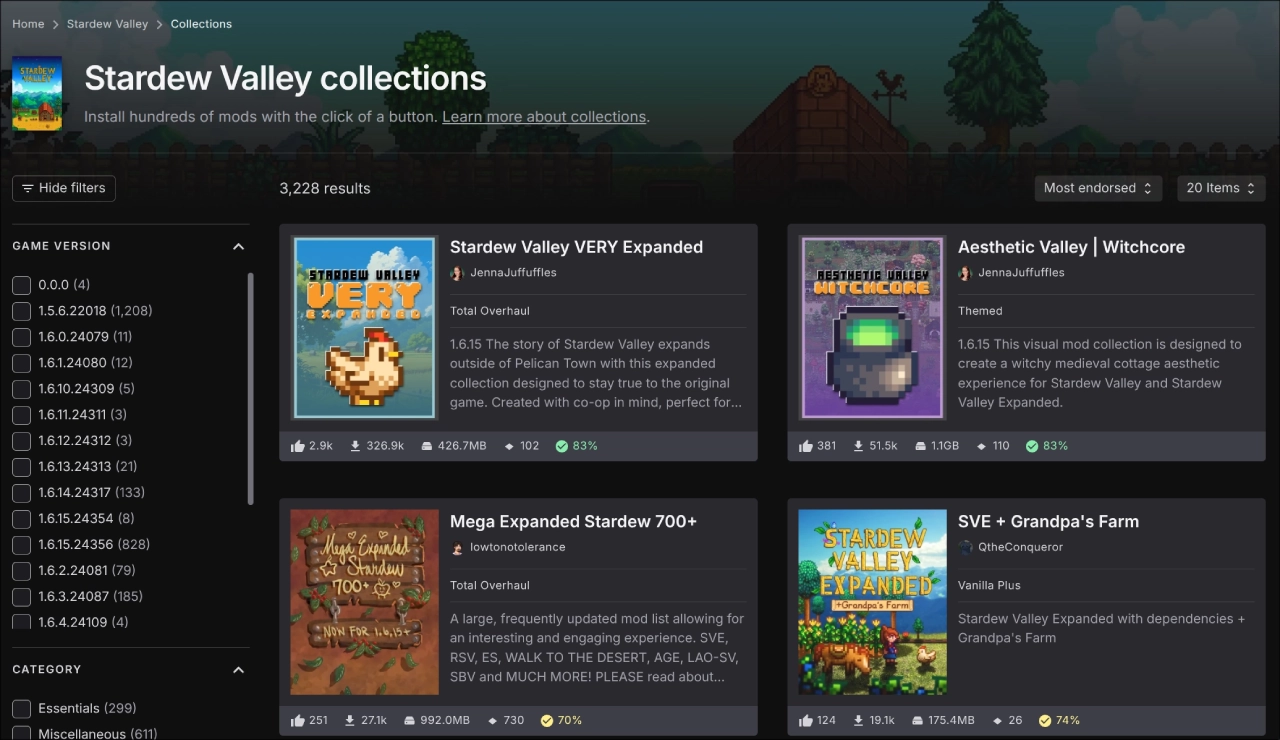 Home > Stardew Valley > Collections
STARDEW VALLEY
Stardew Valley collections
Install hundreds of mods with the click of a button. Learn more about collections.
Hide filters
3,228 results
Most endorsed
20 Items
GAME VERSION
0.0.0 (4)
1.5.6.22018 (1,208)
1.6.0.24079 (11)
1.6.1.24080 (12)
1.6.10.24309 (5)
1.6.11.24311 (3)
1.6.12.24312 (3)
1.6.13.24313 (21)
1.6.14.24317 (133)
1.6.15.24354 (8)
1.6.15.24356 (828)
1.6.2.24081 (79)
1.6.3.24087 (185)
1.6.4.24109 (4)
CATEGORY
Essentials (299)
Miscellaneous (611)
STARDEW VALLEY
VERY
EXPANDED
Stardew Valley VERY Expanded
JennaJuffuffles
Total Overhaul
1.6.15 The story of Stardew Valley expands
outside of Pelican Town with this expanded
collection designed to stay true to the original
game. Created with co-op in mind, perfect for...
2.9k 326.9k 426.7MB 102 83%
AESTHETIC VALLEY
WITCHCORE
Aesthetic Valley | Witchcore
JennaJuffuffles
Themed
1.6.15 This visual mod collection is designed to
create a witchy medieval cottage aesthetic
experience for Stardew Valley and Stardew
Valley Expanded.
381 51.5k 1.1GB 110 83%
Mega Expanded
Stardew
700+
NOW FOR 1.6.15+
Mega Expanded Stardew 700+
lowtonotolerance
Total Overhaul
A large, frequently updated mod list allowing for
an interesting and engaging experience. SVE,
RSV, ES, WALK TO THE DESERT, AGE, LAO-SV,
SBV and MUCH MORE! PLEASE read about...
251 27.1k 992.0MB 730 70%
STARDEW
VALLEY
EXPANDED
+Grandpa's Farm
SVE + Grandpa's Farm
QtheConqueror
Vanilla Plus
Stardew Valley Expanded with dependencies +
Grandpa's Farm
124 19.1k 175.4MB 26 74%